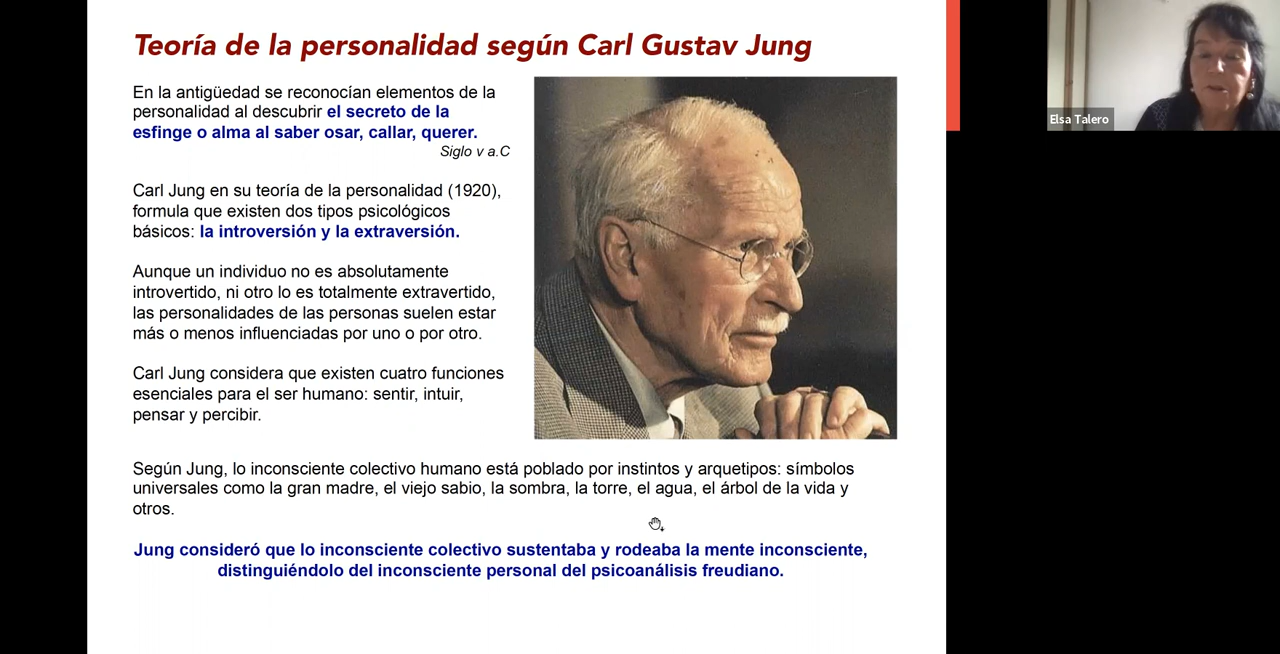 Teoría de la personalidad según Carl Gustav Jung
En la antigüedad se reconocían elementos de la
personalidad al descubrir el secreto de la
esfinge o alma al saber osar, callar, querer.
Siglo v a.C
Carl Jung en su teoría de la personalidad (1920),
formula que existen dos tipos psicológicos
básicos: la introversión y la extraversión.
Aunque un individuo no es absolutamente
introvertido, ni otro lo es totalmente extravertido,
las personalidades de las personas suelen estar
más o menos influenciadas por uno o por otro.
Carl Jung considera que existen cuatro funciones
esenciales para el ser humano: sentir, intuir,
pensar y percibir.
Según Jung, lo inconsciente colectivo humano está poblado por instintos y arquetipos: símbolos
universales como la gran madre, el viejo sabio, la sombra, la torre, el agua, el árbol de la vida y
otros.
Jung consideró que lo inconsciente colectivo sustentaba y rodeaba la mente inconsciente,
distinguiéndolo del inconsciente personal del psicoanálisis freudiano.
Elsa Talero